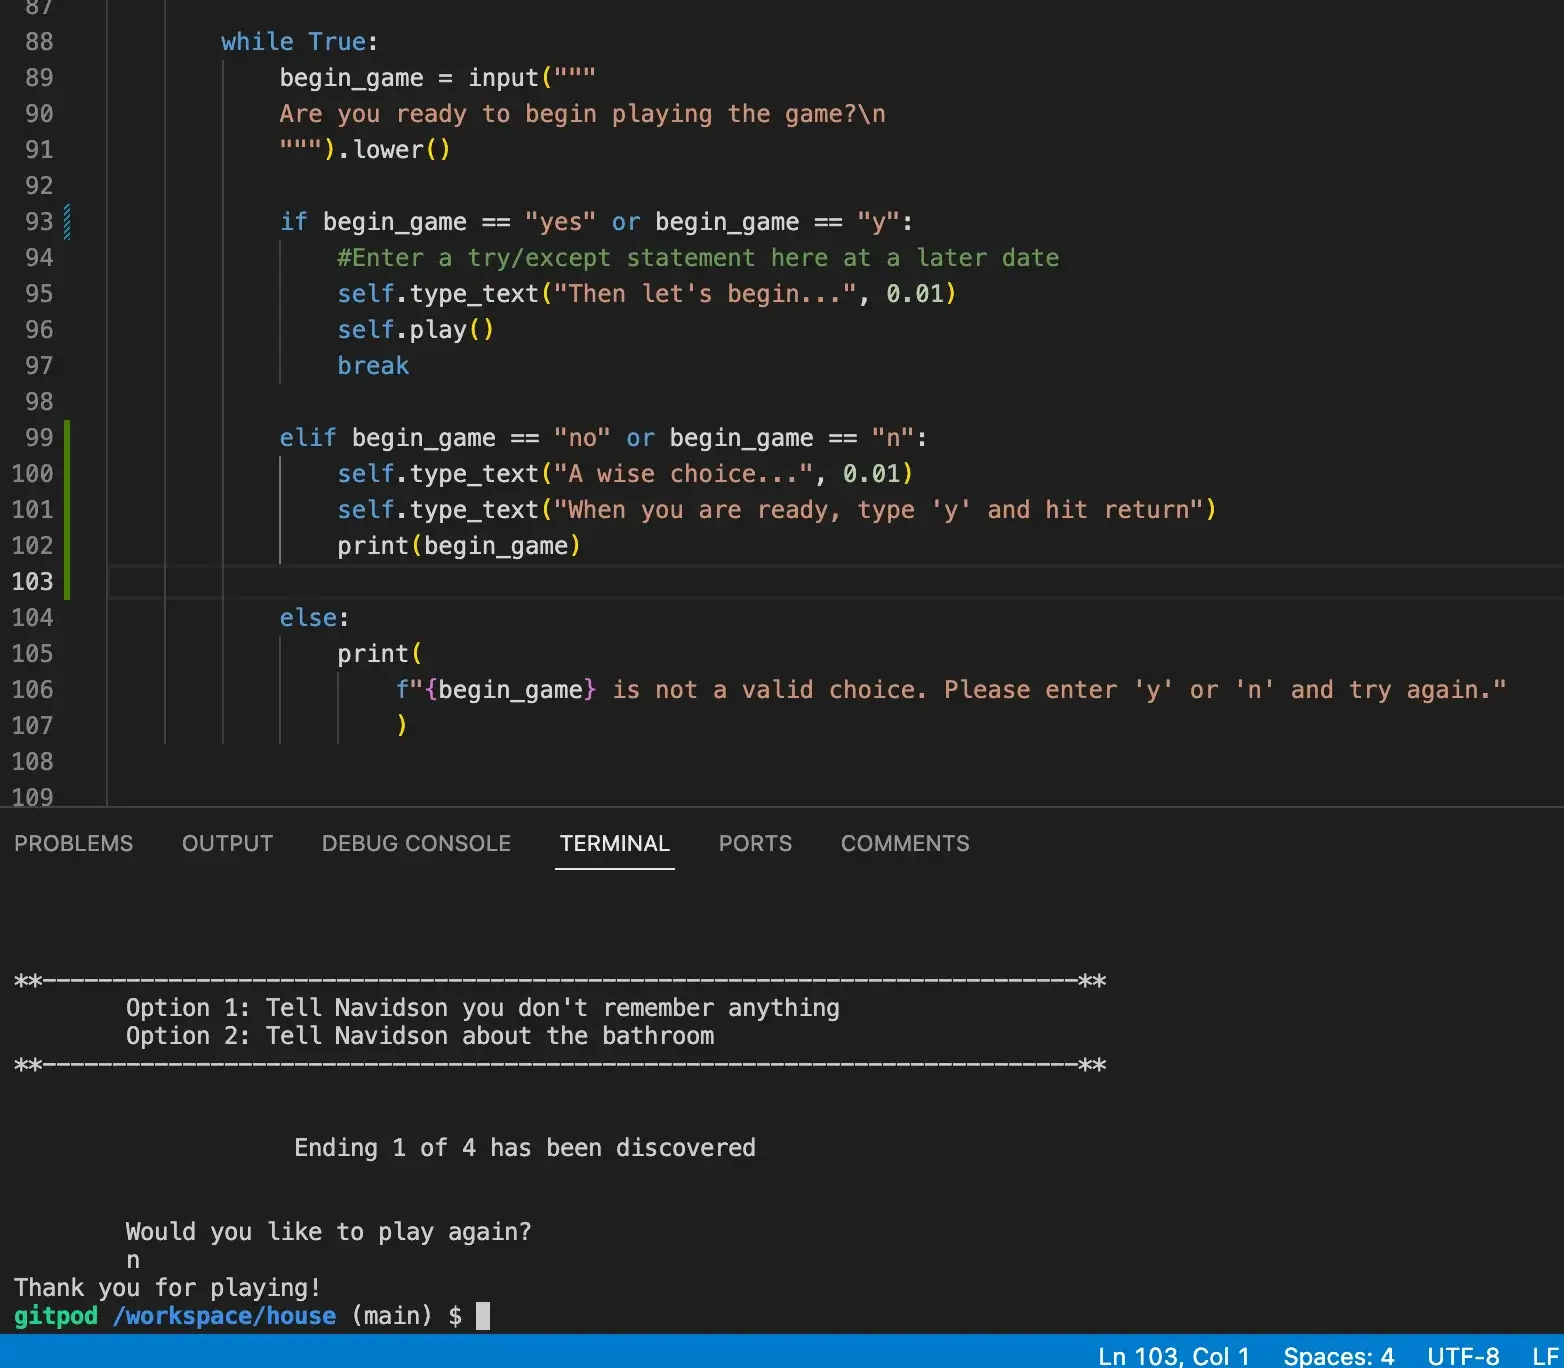 87
88 while True:
89 begin_game = input("""
90 Are you ready to begin playing the game?\n
91 """).lower()
92
93 if begin_game == "yes" or begin_game == "y":
94 #Enter a try/except statement here at a later date
95 self.type_text("Then let's begin...", 0.01)
96 self.play()
97 break
98
99 elif begin_game == "no" or begin_game == "n":
100 self.type_text("A wise choice...", 0.01)
101 self.type_text("When you are ready, type 'y' and hit return")
102 print(begin_game)
103
104 else:
105 print(
106 f"{begin_game} is not a valid choice. Please enter 'y' or 'n' and try again."
107 )
108
109
PROBLEMS OUTPUT DEBUG CONSOLE TERMINAL PORTS COMMENTS
**--------------------------------------------------------------------------**
Option 1: Tell Navidson you don't remember anything
Option 2: Tell Navidson about the bathroom
**--------------------------------------------------------------------------**
Ending 1 of 4 has been discovered
Would you like to play again?
n
Thank you for playing!
gitpod /workspace/house (main) $
Ln 103, Col 1 Spaces: 4 UTF-8 LF